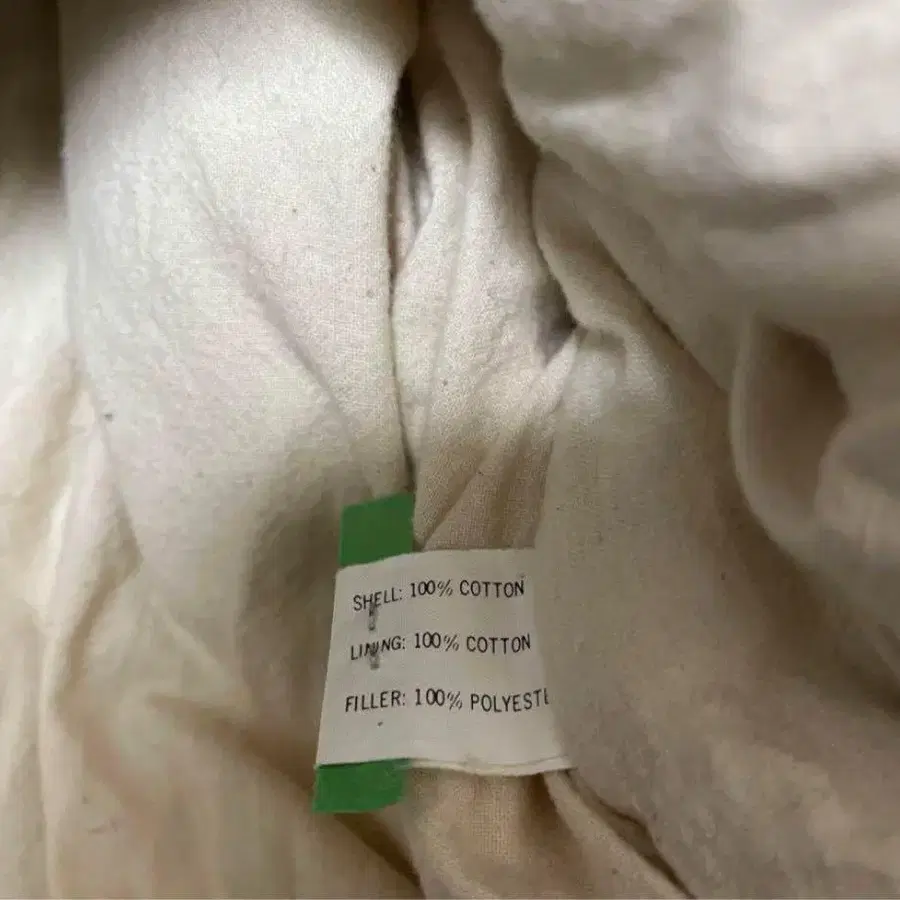 SHELL: 100% COTTON
LINING: 100% COTTON
FILLER: 100% POLYESTE